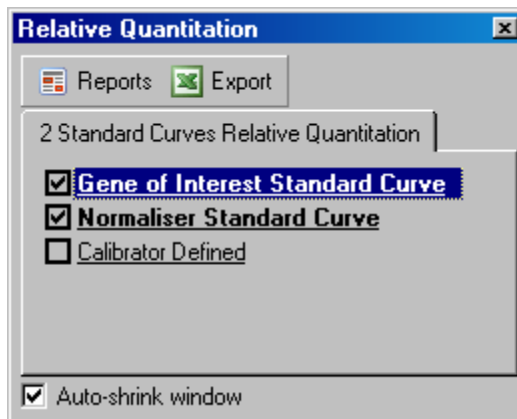 Relative Quantitation
Reports Export
2 Standard Curves Relative Quantitation
Gene of Interest Standard Curve
Normaliser Standard Curve
Calibrator Defined
Auto-shrink window